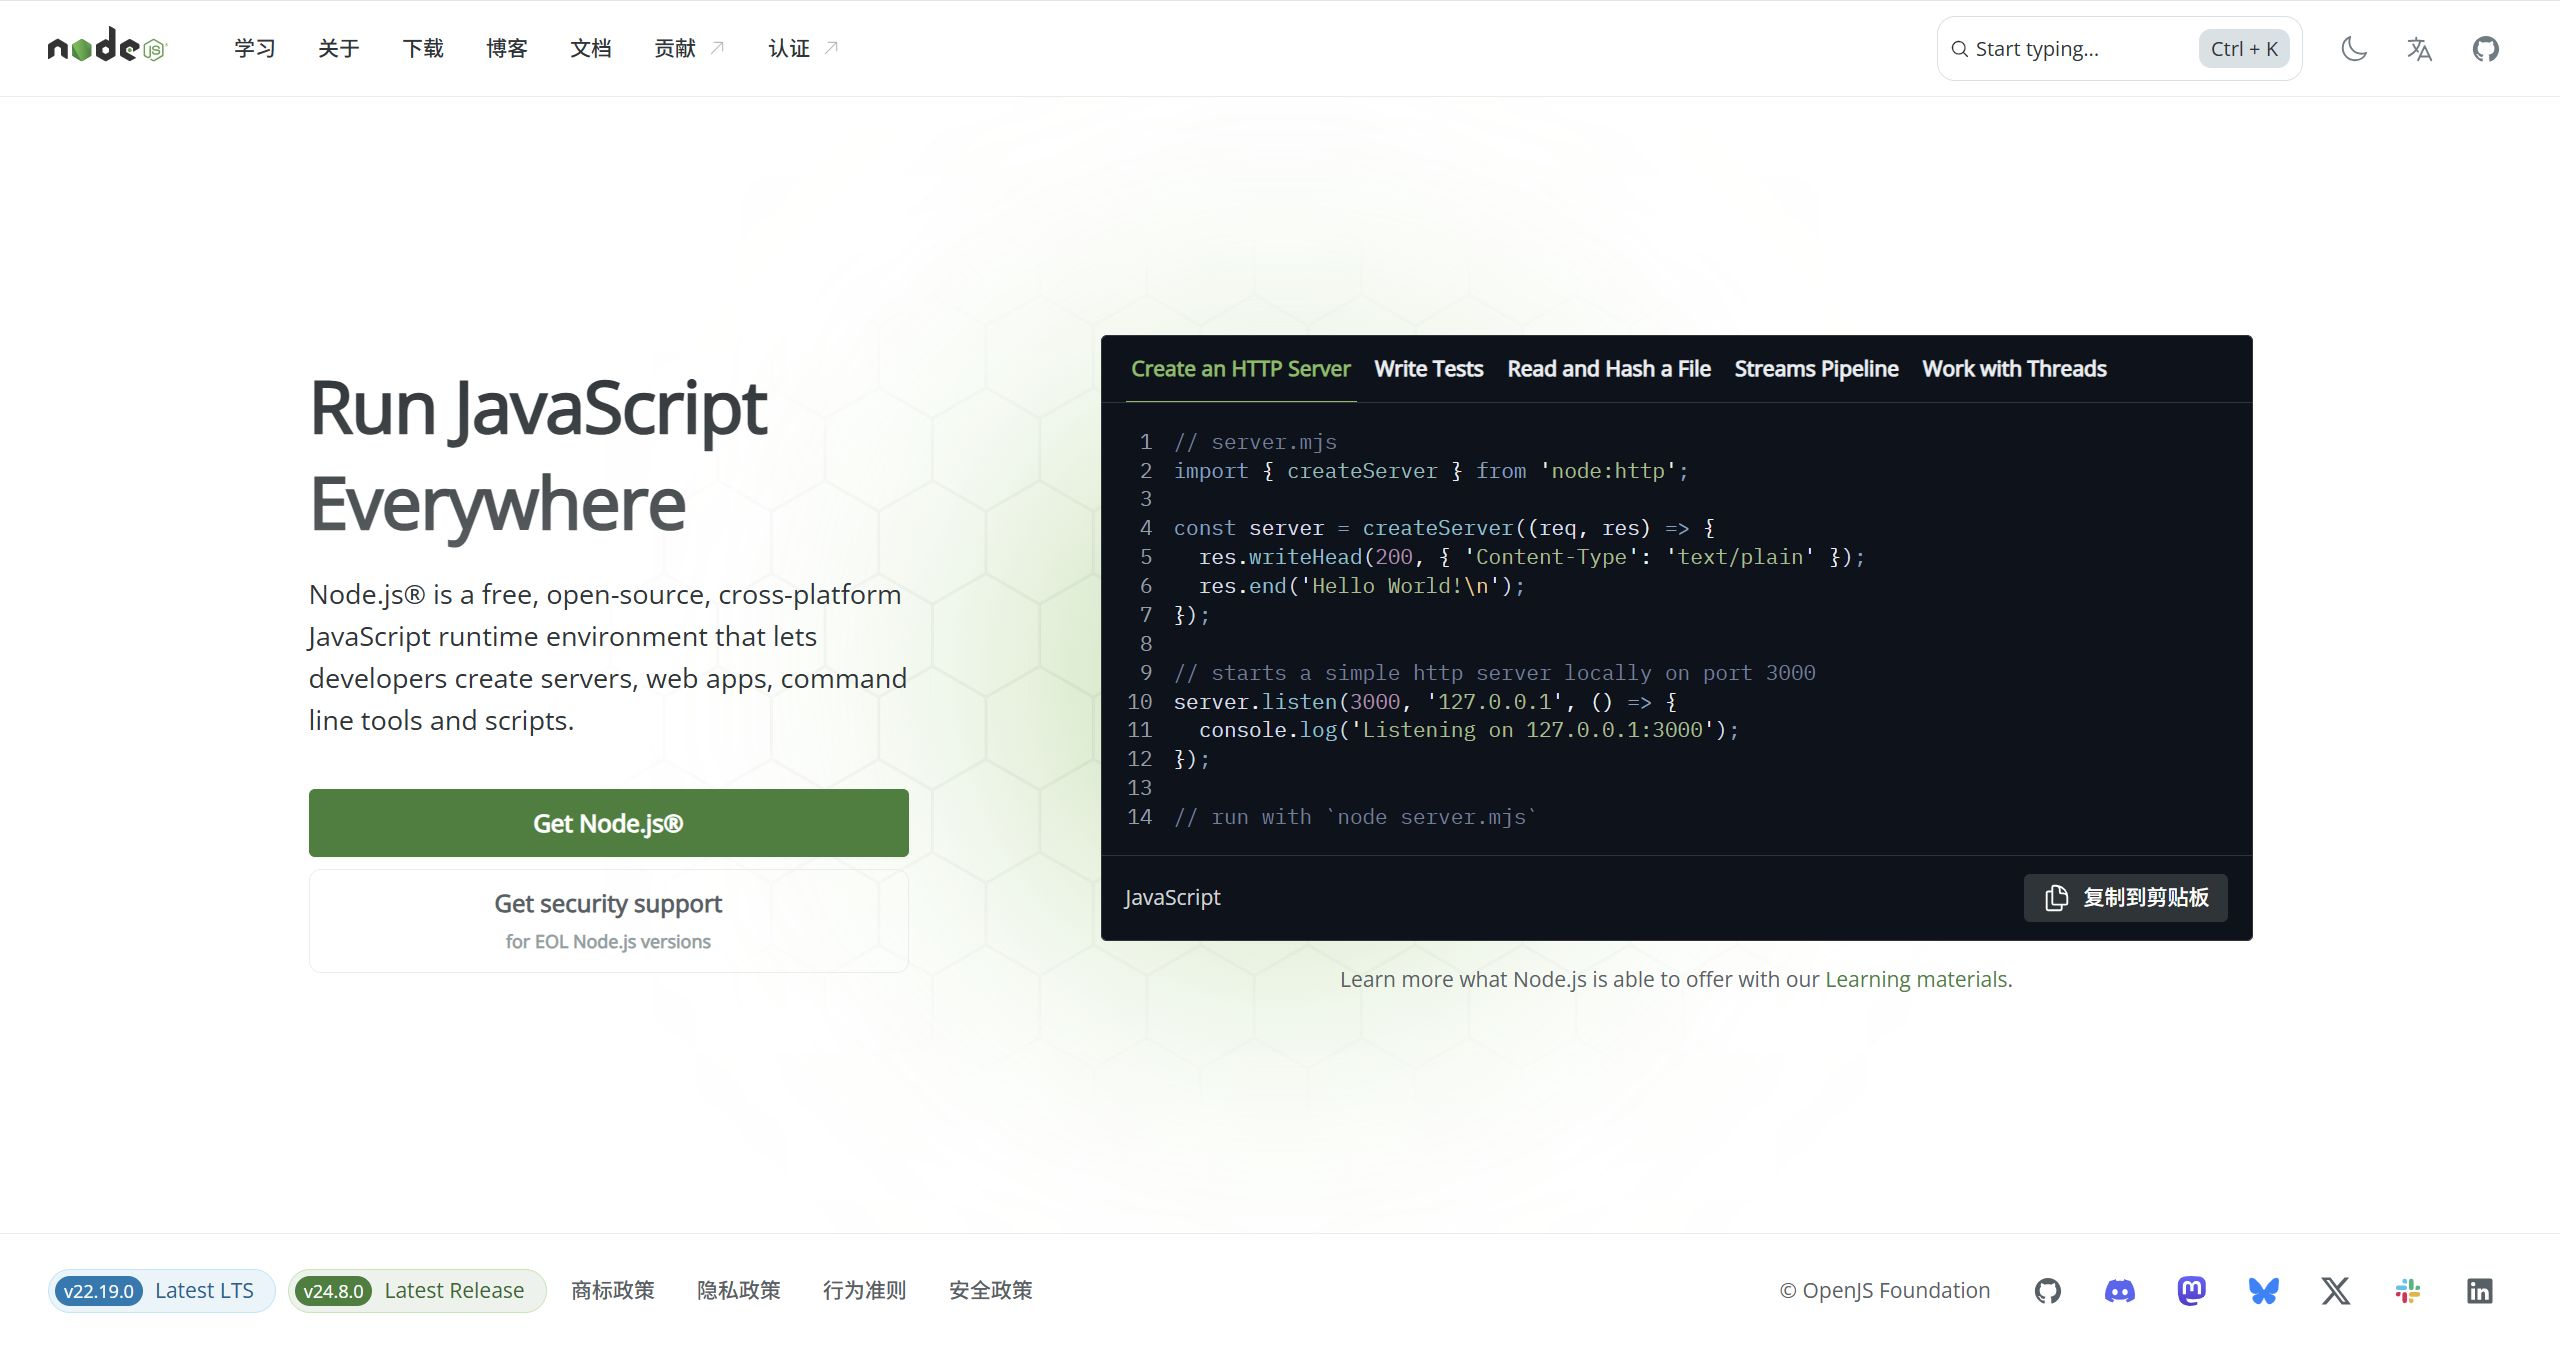 node JS
学习 关于 下载 博客 文档 贡献 认证
Start typing... Ctrl + K
Run JavaScript
Everywhere
Node.js® is a free, open-source, cross-platform
JavaScript runtime environment that lets
developers create servers, web apps, command
line tools and scripts.
Get Node.js®
Get security support
for EOL Node.js versions
Create an HTTP Server Write Tests Read and Hash a File Streams Pipeline Work with Threads
1 // server.mjs
2 import { createServer } from 'node:http';
3
4 const server = createServer((req, res) => {
5   res.writeHead(200, { 'Content-Type': 'text/plain' });
6   res.end('Hello World!\n');
7 });
8
9 // starts a simple http server locally on port 3000
10 server.listen(3000, '127.0.0.1', () => {
11   console.log('Listening on 127.0.0.1:3000');
12 });
13
14 // run with `node server.mjs`
JavaScript 复制到剪贴板
Learn more what Node.js is able to offer with our Learning materials.
v22.19.0 Latest LTS v24.8.0 Latest Release 商标政策 隐私政策 行为准则 安全政策
© OpenJS Foundation